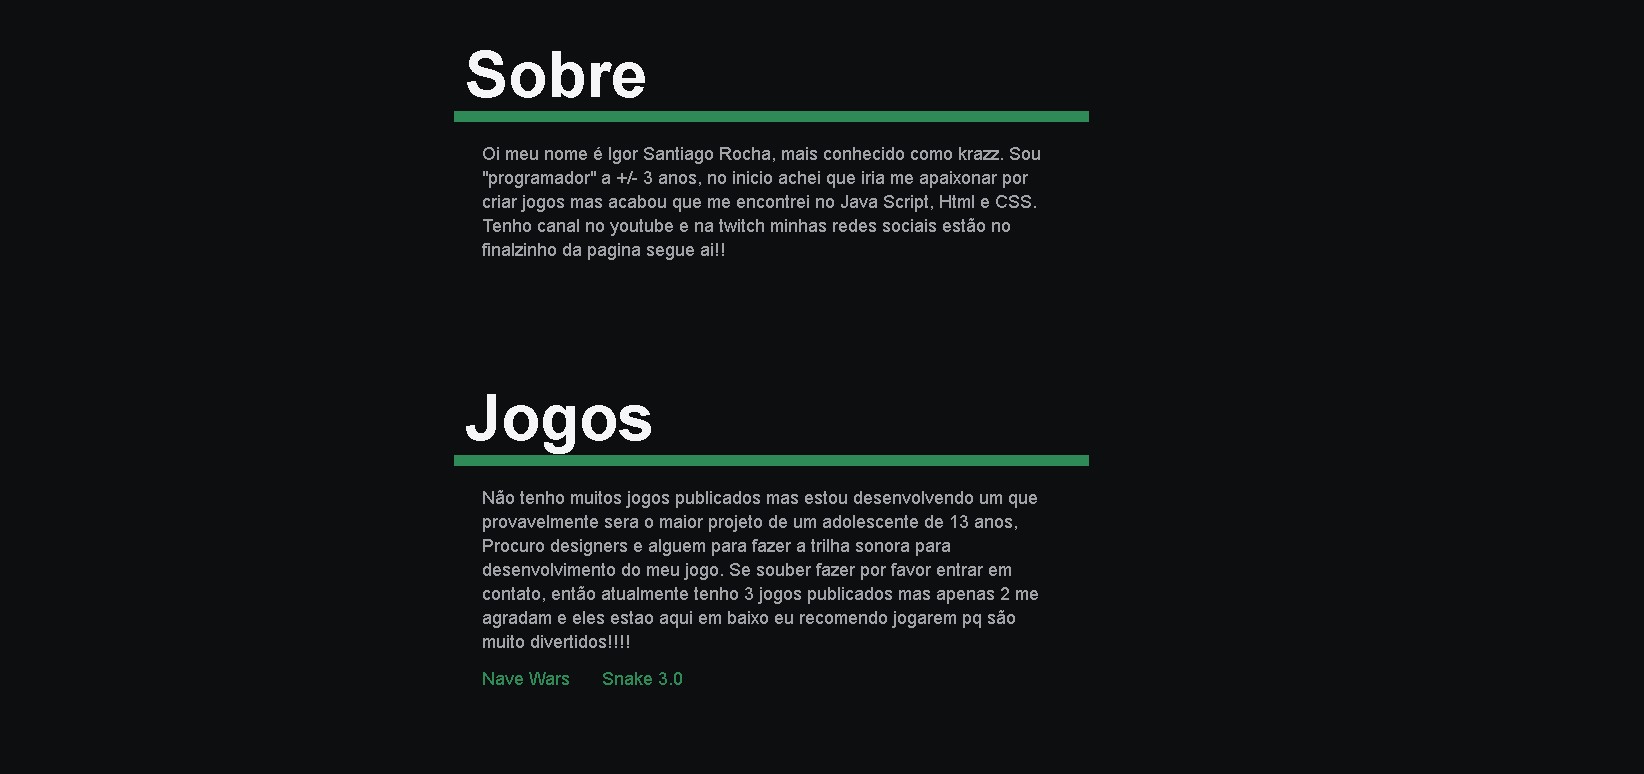 Sobre
Oi meu nome é Igor Santiago Rocha, mais conhecido como krazz. Sou
"programador" a +/- 3 anos, no inicio achei que iria me apaixonar por
criar jogos mas acabou que me encontrei no Java Script, Html e CSS.
Tenho canal no youtube e na twitch minhas redes sociais estão no
finalzinho da pagina segue ai!!
Jogos
Não tenho muitos jogos publicados mas estou desenvolvendo um que
provavelmente sera o maior projeto de um adolescente de 13 anos,
Procuro designers e alguem para fazer a trilha sonora para
desenvolvimento do meu jogo. Se souber fazer por favor entrar em
contato, então atualmente tenho 3 jogos publicados mas apenas 2 me
agradam e eles estao aqui em baixo eu recomendo jogarem pq são
muito divertidos!!!!
Nave Wars Snake 3.0